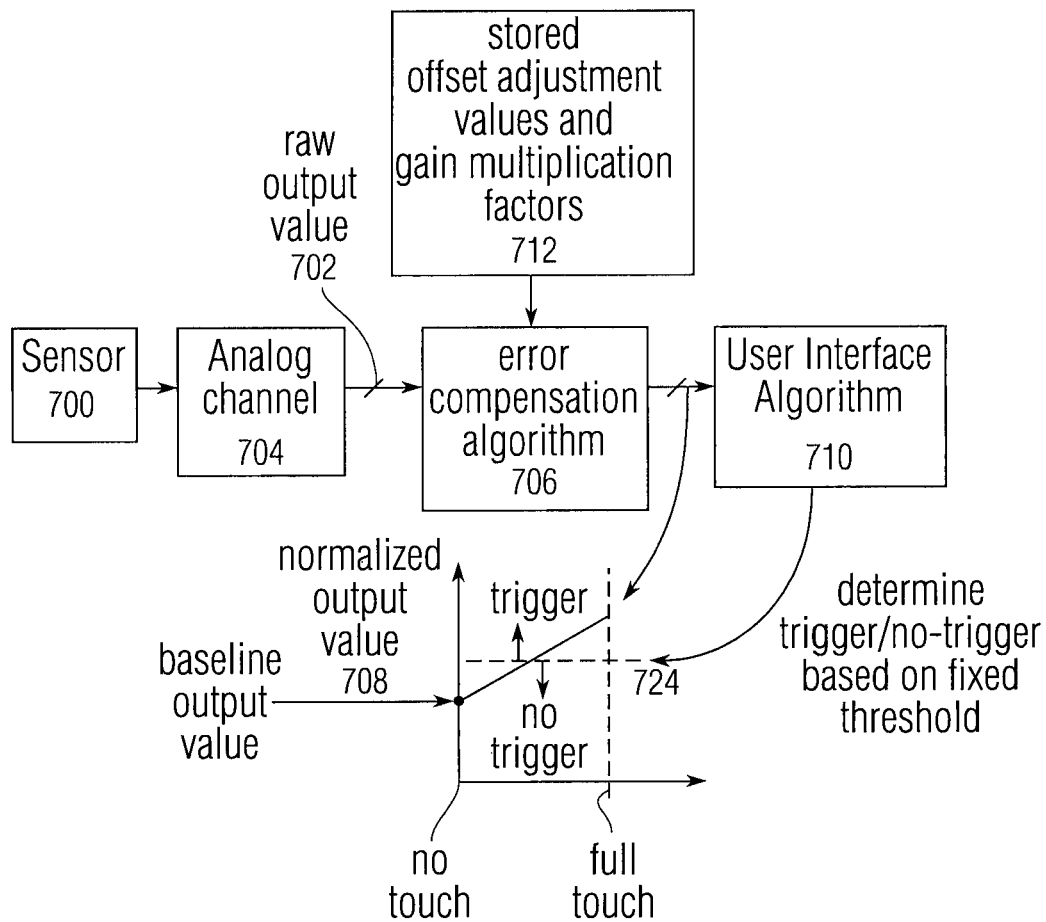 stored
offset adjustment
values and
gain multiplication
factors
712
raw
output
value
702
Sensor
700
Analog
channel
704
error
compensation
algorithm
706
User Interface
Algorithm
710
normalized
output
value
708
trigger
no
trigger
724
baseline
output
value
determine
trigger/no-trigger
based on fixed
threshold
no
touch
full
touch